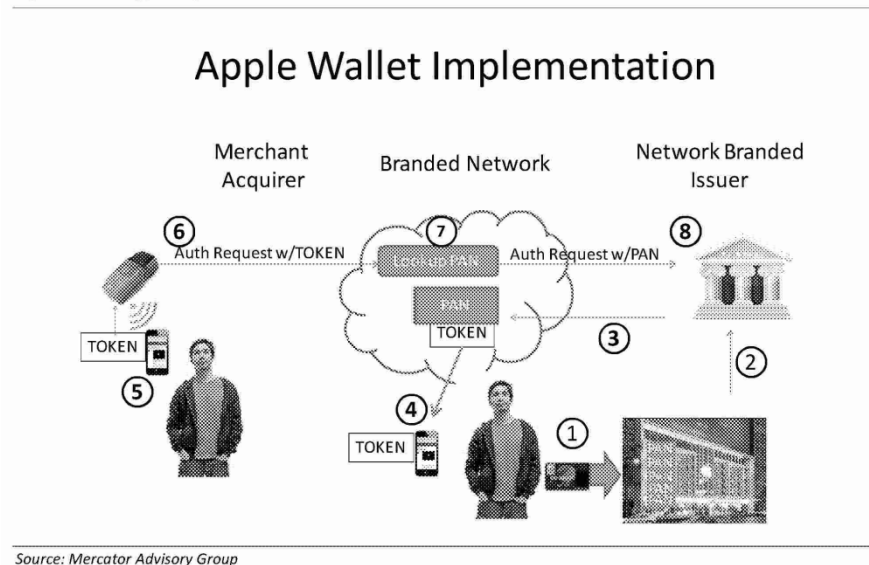 Apple Wallet Implementation
Merchant
Acquirer
Branded Network
Network Branded
Issuer
6
7
8
Auth Request w/TOKEN
Lookup PAN
Auth Request w/PAN
PAN
TOKEN
3
TOKEN
2
5
4
1
TOKEN
Source: Mercator Advisory Group